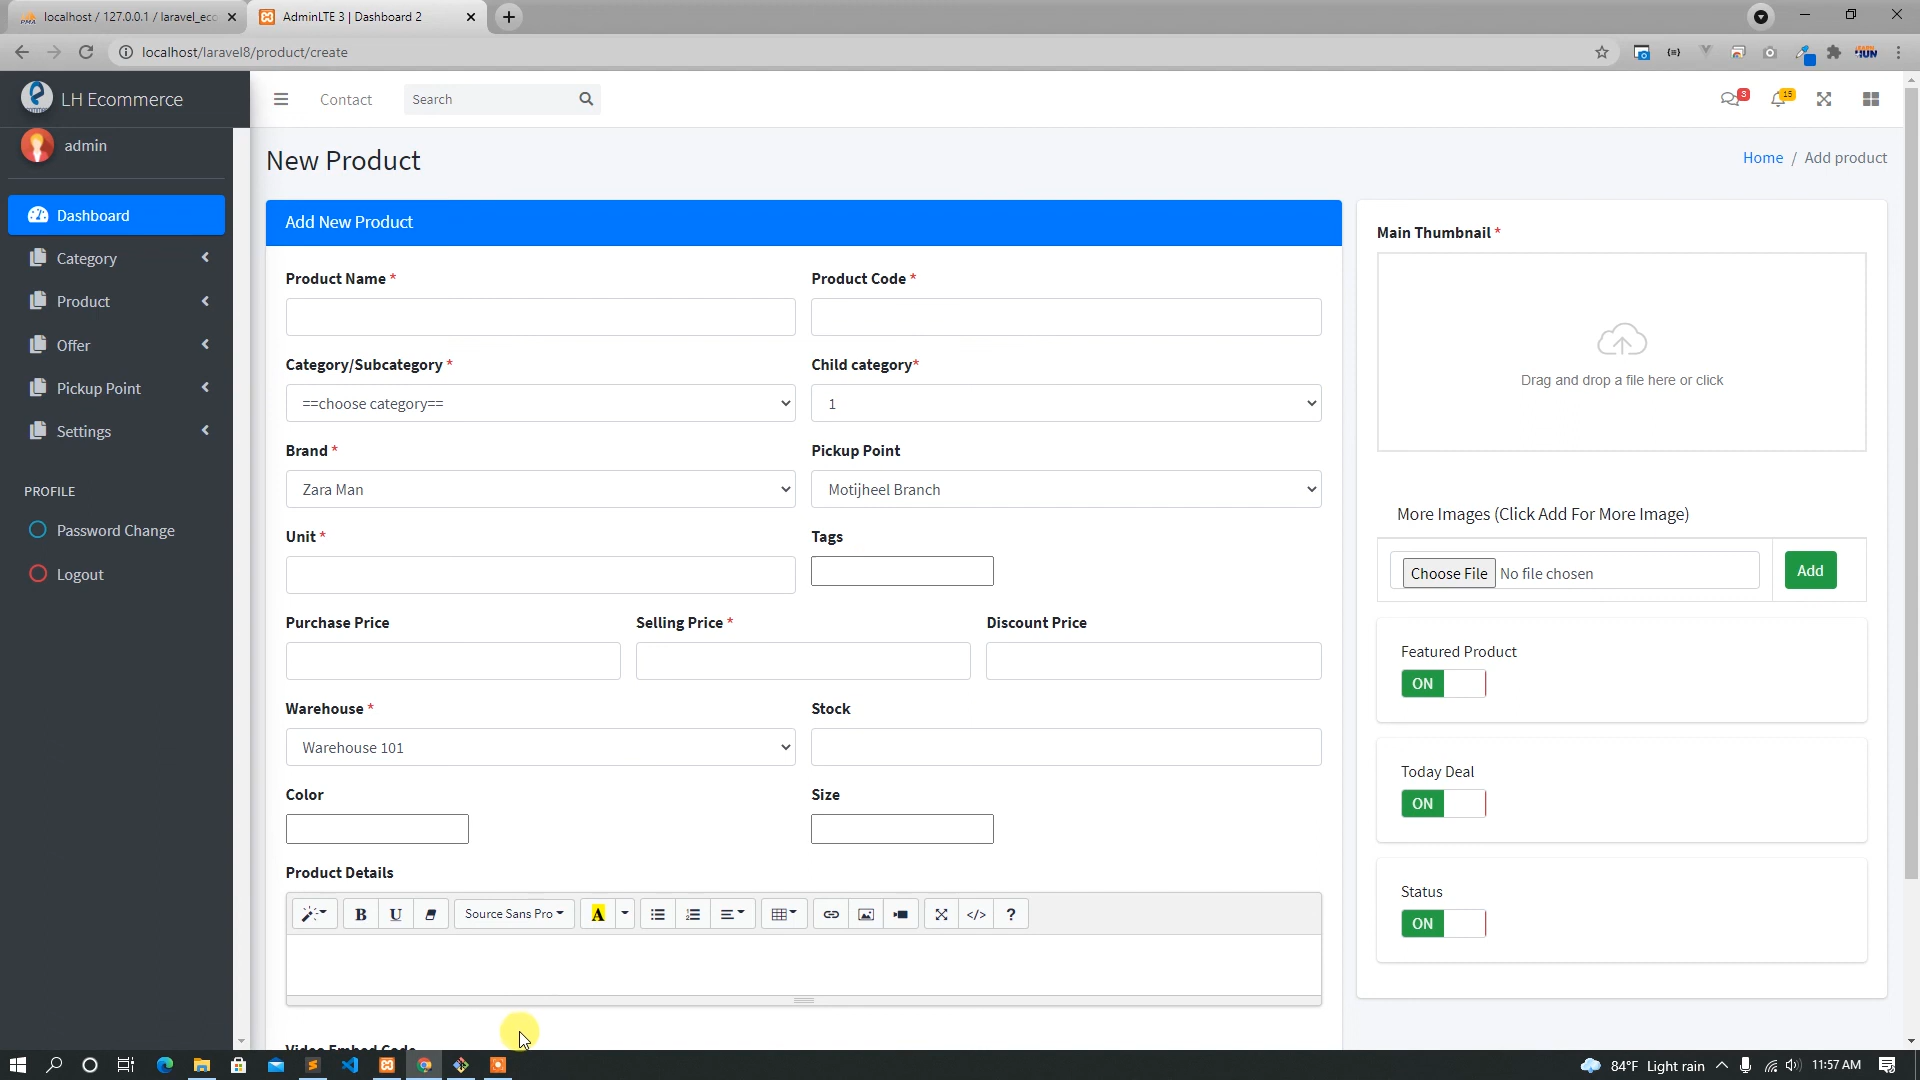 localhost / 127.0.0.1 / laravel_ecc
AdminLTE 3 | Dashboard 2
localhost/laravel8/product/create
LH Ecommerce
Contact
Search
3
15
admin
New Product
Home / Add product
Dashboard
Category
Product
Offer
Pickup Point
Settings
PROFILE
Password Change
Logout
Add New Product
Product Name *
Product Code *
Category/Subcategory *
Child category*
==choose category==
1
Brand *
Pickup Point
Zara Man
Motijheel Branch
Unit *
Tags
Purchase Price
Selling Price *
Discount Price
Warehouse *
Stock
Warehouse 101
Color
Size
Product Details
B
U
Source Sans Pro
A
</>
?
Video Embed Code
Main Thumbnail *
Drag and drop a file here or click
More Images (Click Add For More Image)
Choose File No file chosen
Add
Featured Product
ON
Today Deal
ON
Status
ON
84°F Light rain
11:57 AM